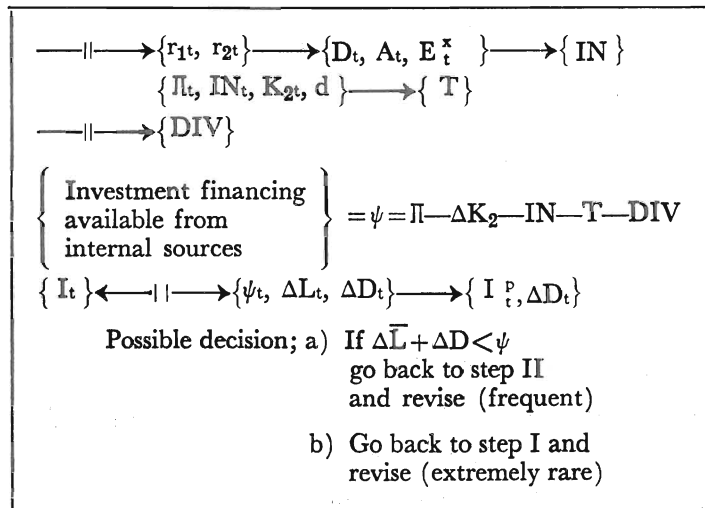 —||→{r₁ₜ, r₂ₜ}—→{Dₜ, Aₜ, Eₜˣ }—→{ IN }
{Πₜ, INₜ, K₂ₜ, d }—→{ T }
—||→{DIV}
{ Investment financing available from internal sources } = ψ = Π—ΔK₂—IN—T—DIV
{ Iₜ }←—||—→{ψₜ, ΔLₜ, ΔDₜ}—→{ I ᵖₜ, ΔDₜ}
Possible decision; a) If ΔL̅+ΔD<ψ
go back to step II
and revise (frequent)
b) Go back to step I and
revise (extremely rare)